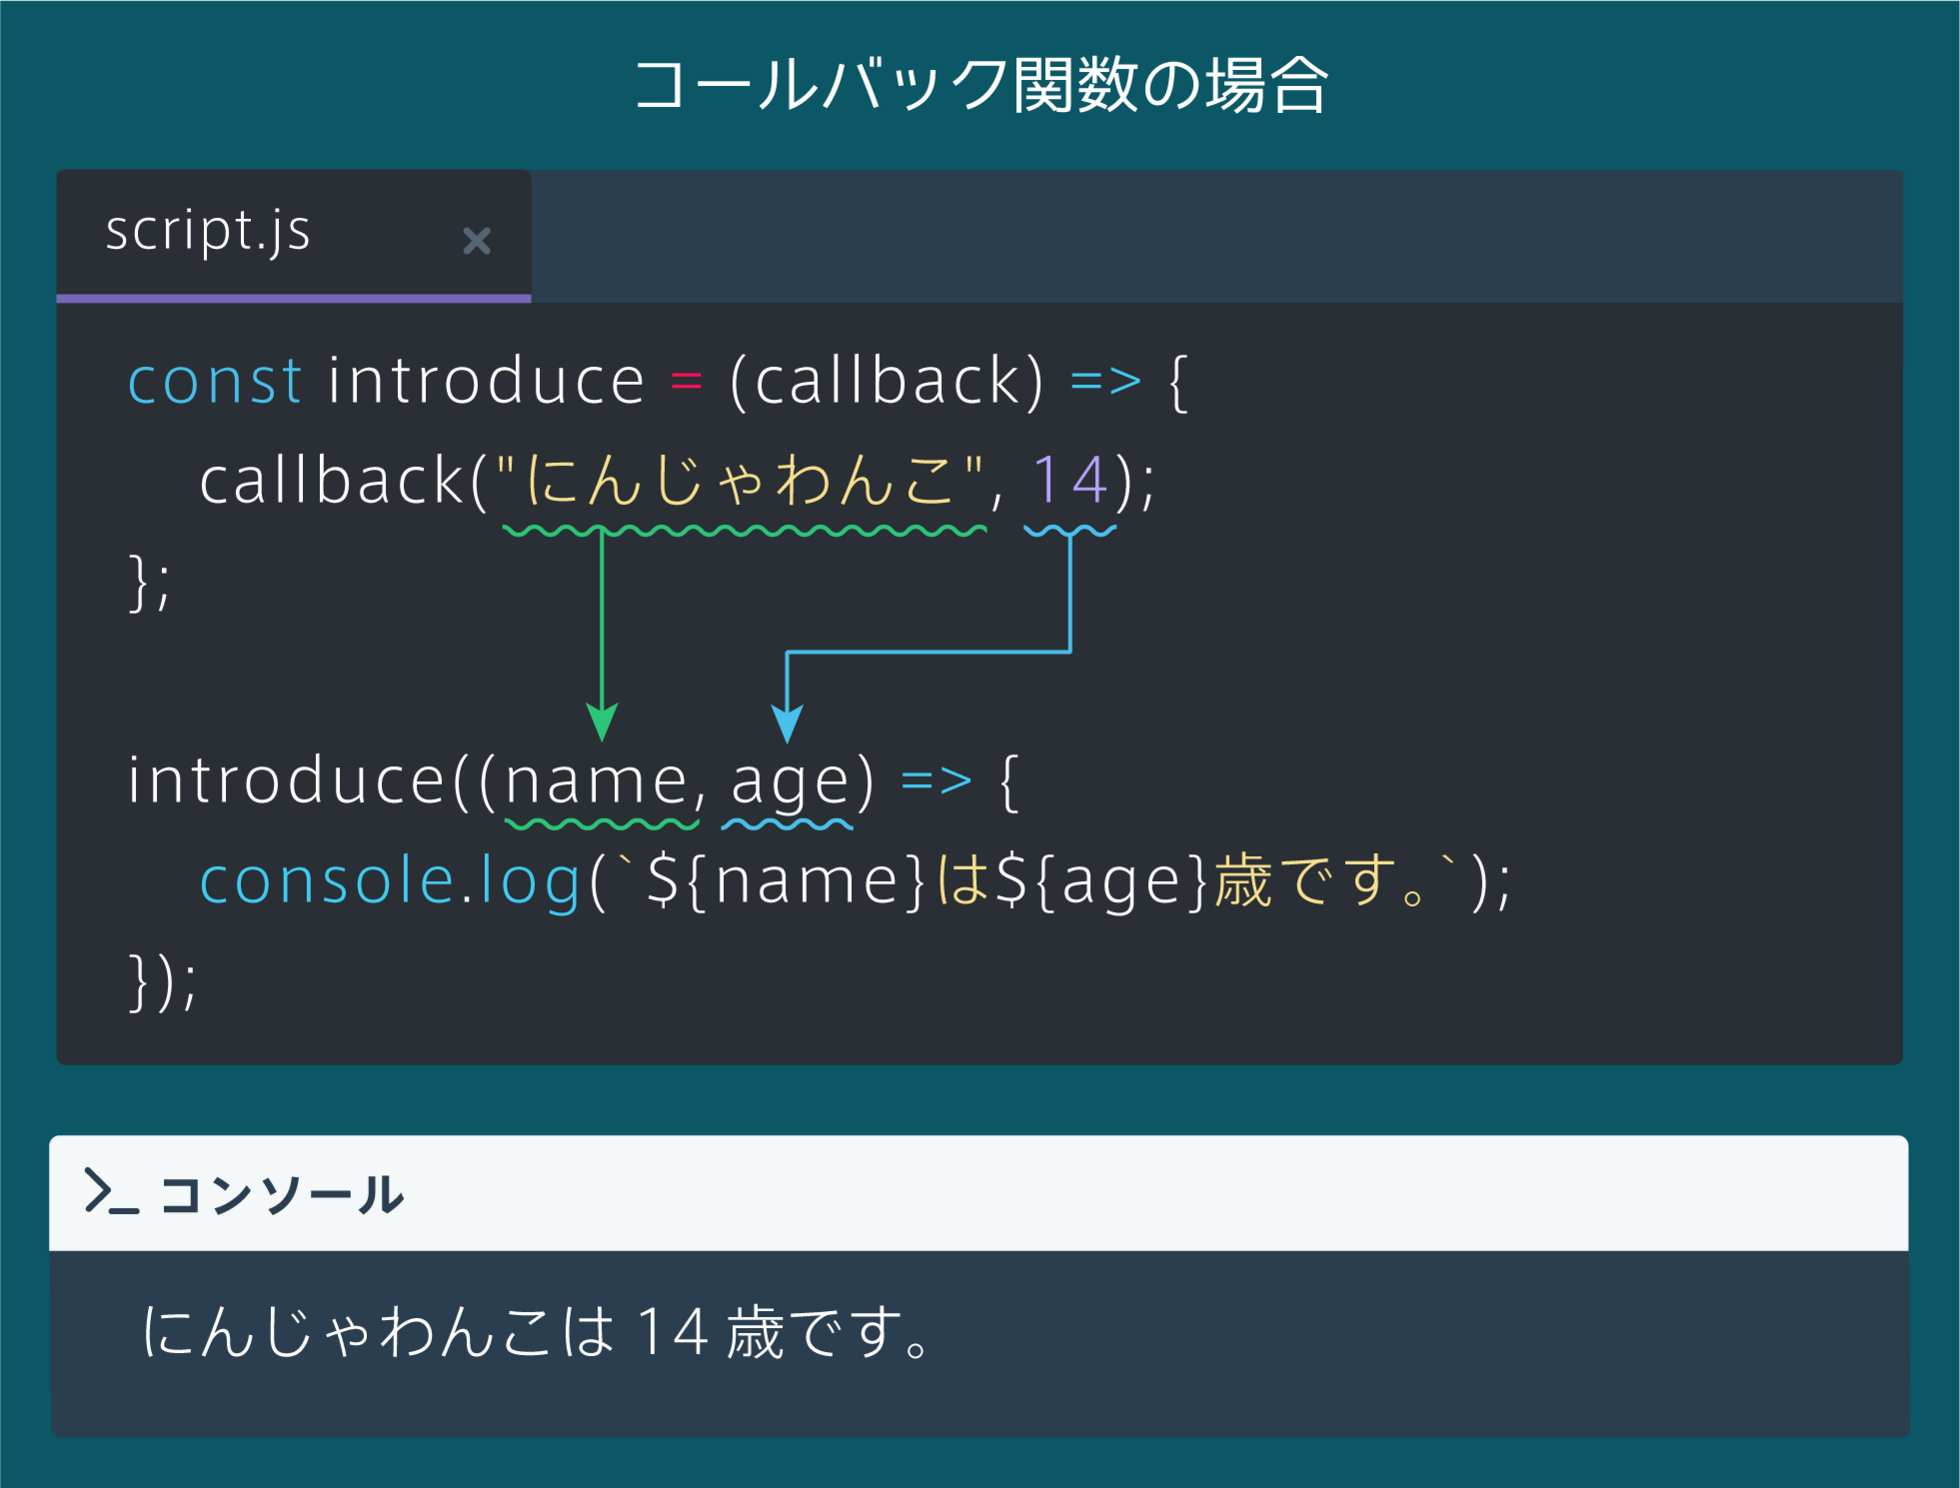 コールバック関数の場合
script.js ×
const introduce = (callback) => {
callback("にんじゃわんこ", 14);
};
introduce((name, age) => {
console.log(`${name}は${age}歳です。`);
});
>_ コンソール
にんじゃわんこは 14 歳です。